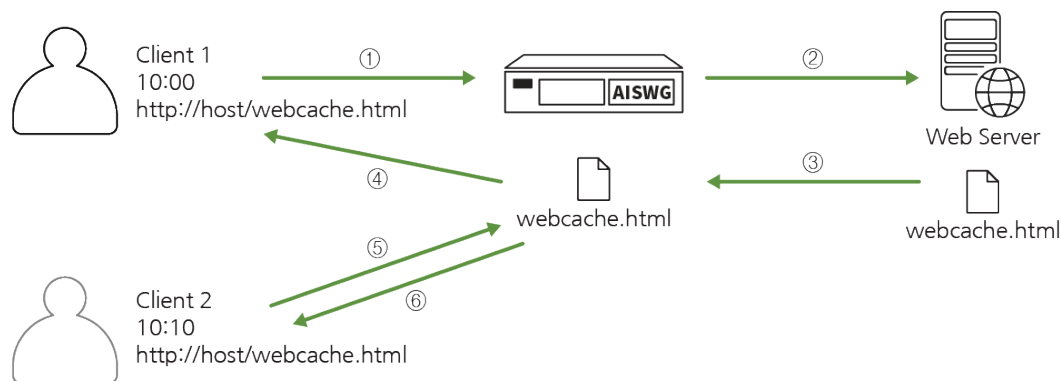 Client 1
10:00
http://host/webcache.html
①
②
AISWG
Web Server
③
④
webcache.html
webcache.html
⑤
⑥
Client 2
10:10
http://host/webcache.html